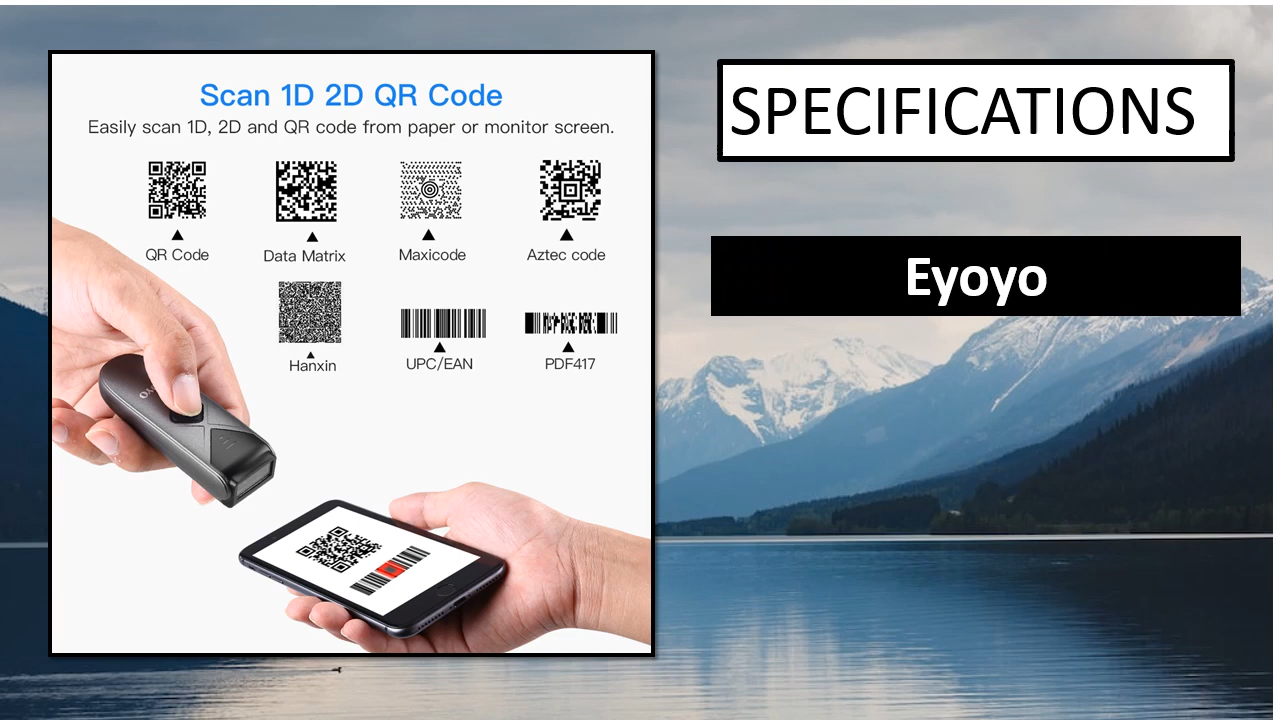 Scan 1D 2D QR Code
Easily scan 1D, 2D and QR code from paper or monitor screen.
QR Code
Data Matrix
Maxicode
Aztec code
Hanxin
UPC/EAN
PDF417
SPECIFICATIONS
Eyoyo